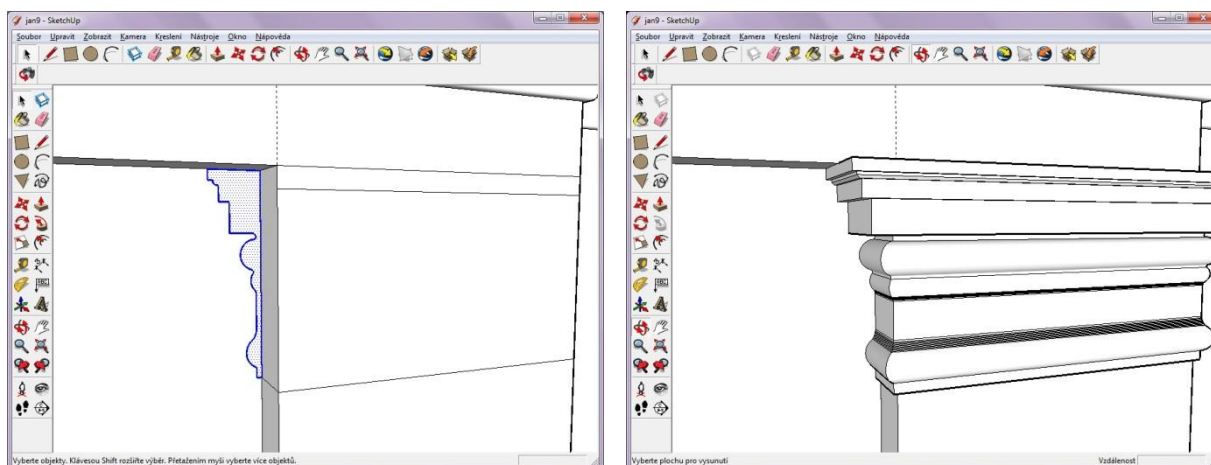 jan9 - SketchUp
Soubor Upravit Zobrazit Kamera Kreslení Nástroje Okno Nápověda
Vyberte objekty. Klávesou Shift rozšiřte výběr. Přetažením myši vyberte více objektů.
jan9 - SketchUp
Soubor Upravit Zobrazit Kamera Kreslení Nástroje Okno Nápověda
Vyberte plochu pro vysunutí
Vzdálenost